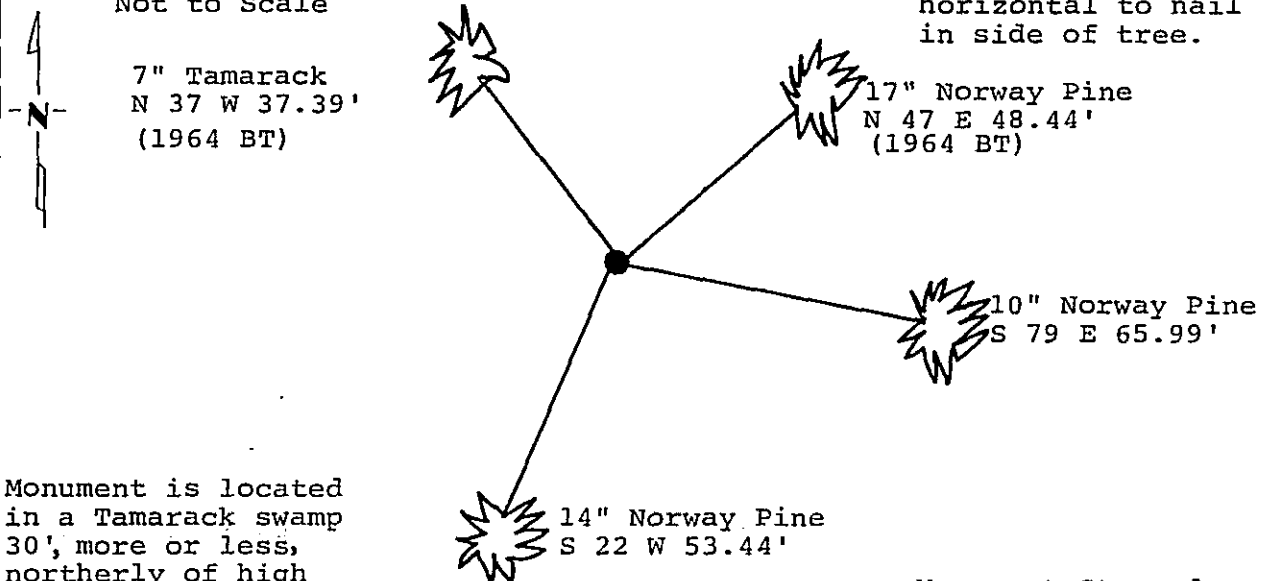 Not to Scale
horizontal to nail
in side of tree.
7" Tamarack
N 37 W 37.39'
(1964 BT)
-N-
17" Norway Pine
N 47 E 48.44'
(1964 BT)
10" Norway Pine
S 79 E 65.99'
Monument is located
in a Tamarack swamp
30', more or less,
northerly of high
14" Norway Pine
S 22 W 53.44'